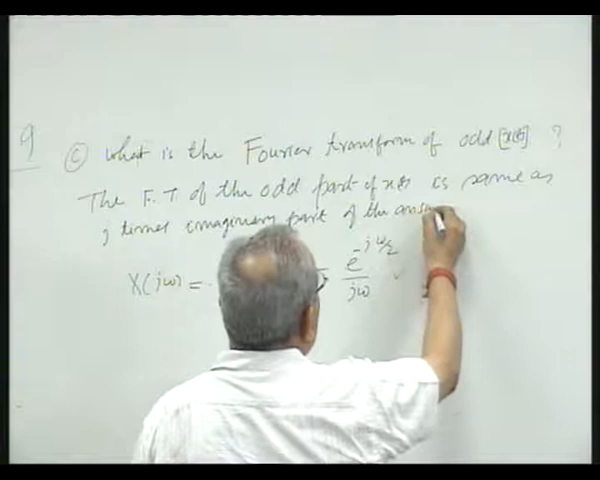 9
(c) what is the Fourier transform of odd [x(t)] ?
The F.T of the odd part of x(t) is same as
j times imaginary part of the answ
X(jω) = e^{-jω/2} / jω